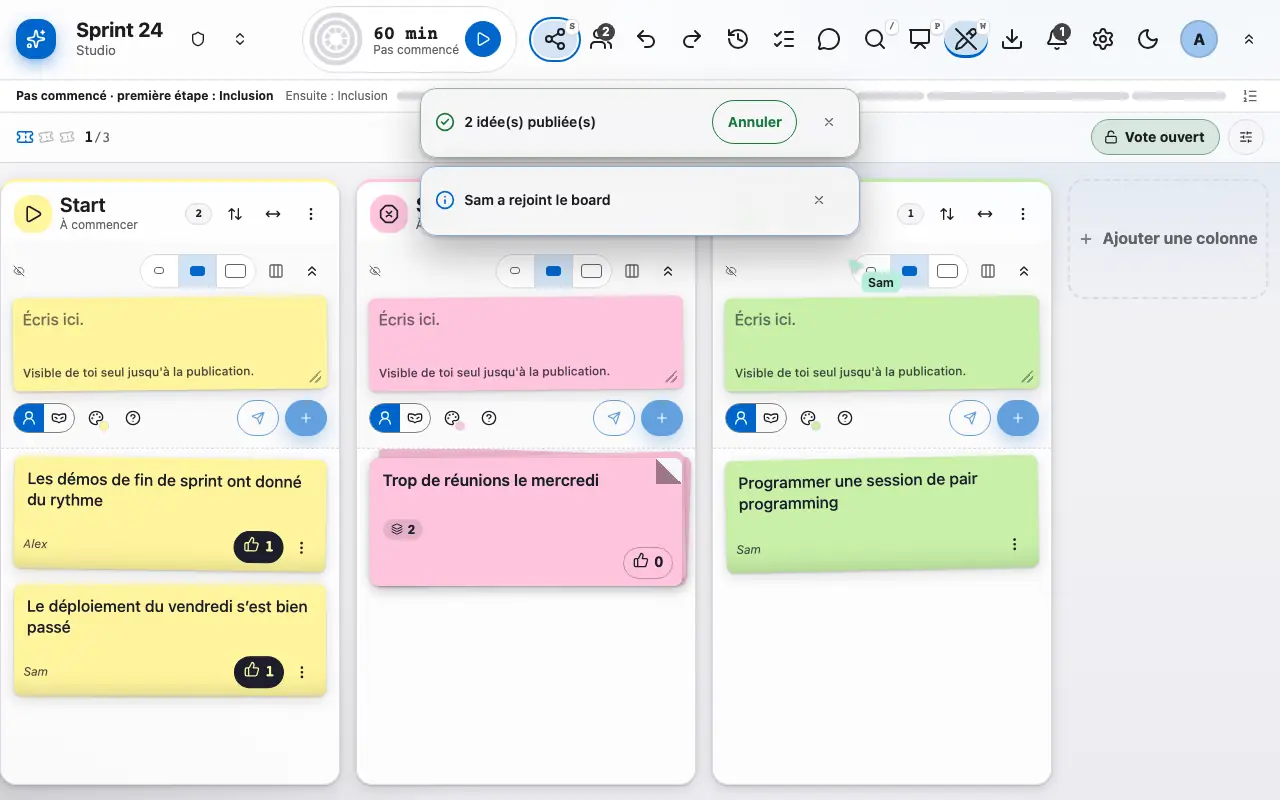 Sprint 24
Studio
60 min
Pas commencé
S
2
/
P
W
1
A
Pas commencé · première étape : Inclusion
Ensuite : Inclusion
2 idée(s) publiée(s)
Annuler
1/3
Vote ouvert
Sam a rejoint le board
Start
À commencer
2
1
Ajouter une colonne
Sam
Écris ici.
Visible de toi seul jusqu'à la publication.
Écris ici.
Visible de toi seul jusqu'à la publication.
Écris ici.
Visible de toi seul jusqu'à la publication.
Les démos de fin de sprint ont donné
du rythme
Alex
1
Le déploiement du vendredi s’est bien
passé
Sam
1
Trop de réunions le mercredi
2
0
Programmer une session de pair
programming
Sam